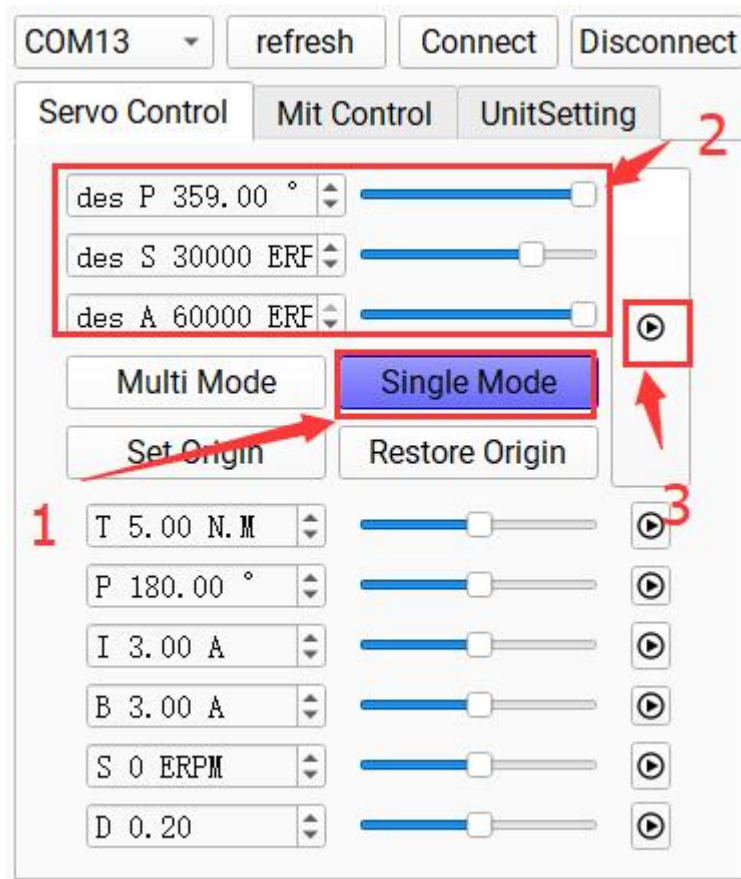 COM13 refresh Connect Disconnect
Servo Control Mit Control UnitSetting
2
des P 359.00 °
des S 30000 ERF
des A 60000 ERF
Multi Mode Single Mode
Set Origin Restore Origin
1
3
T 5.00 N.M
P 180.00 °
I 3.00 A
B 3.00 A
S 0 ERPM
D 0.20